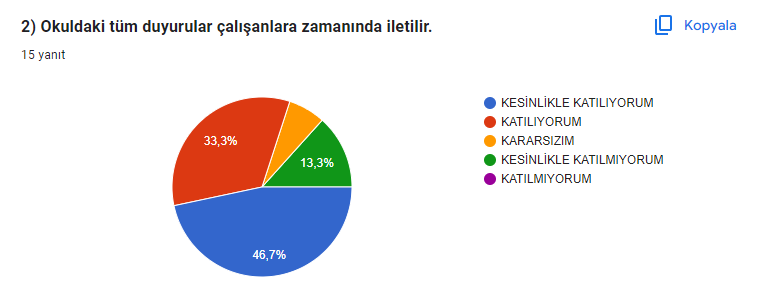 2) Okuldaki tüm duyurular çalışanlara zamanında iletilir.
Kopyala
15 yanıt
KESİNLİKLE KATILIYORUM
KATILIYORUM
KARARSIZIM
KESİNLİKLE KATILMIYORUM
KATILMIYORUM
33,3%
13,3%
46,7%